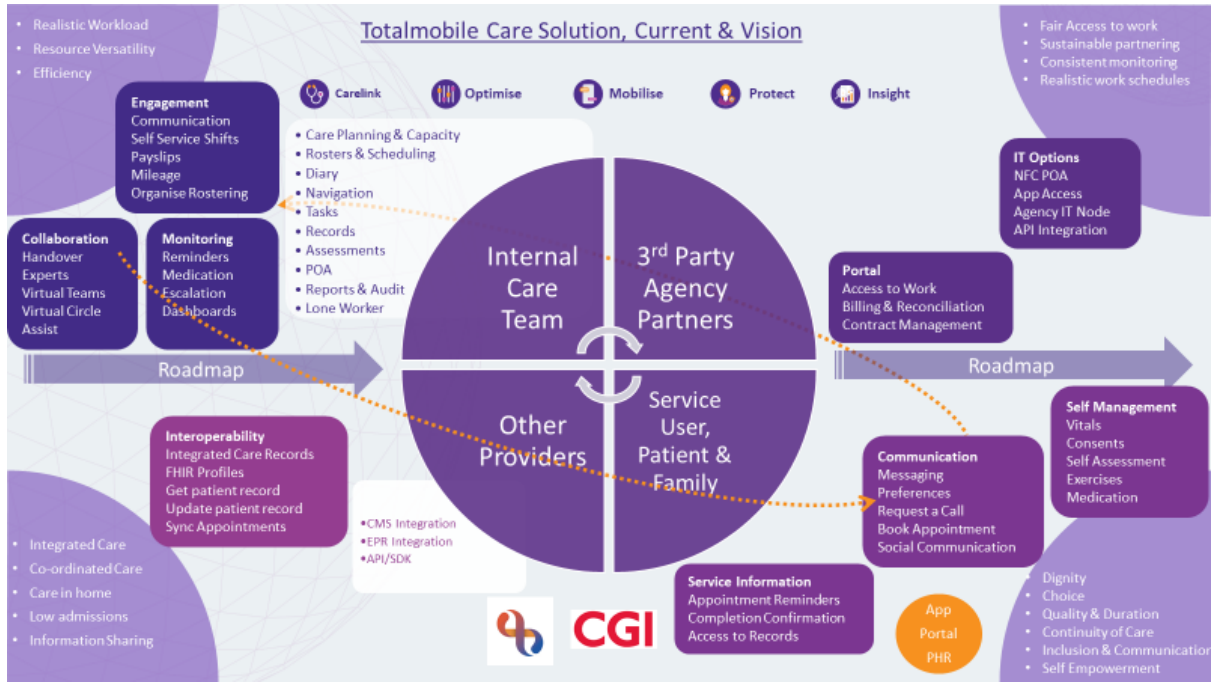 Totalmobile Care Solution, Current & Vision
• Realistic Workload
• Resource Versatility
• Efficiency
• Fair Access to work
• Sustainable partnering
• Consistent monitoring
• Realistic work schedules
Carelink
Optimise
Mobilise
Protect
Insight
Engagement
Communication
Self Service Shifts
Payslips
Mileage
Organise Rostering
Collaboration
Handover
Experts
Virtual Teams
Virtual Circle
Assist
Monitoring
Reminders
Medication
Escalation
Dashboards
• Care Planning & Capacity
• Rosters & Scheduling
• Diary
• Navigation
• Tasks
• Records
• Assessments
• POA
• Reports & Audit
• Lone Worker
Internal
Care
Team
3rd Party
Agency
Partners
Other
Providers
Service
User,
Patient &
Family
IT Options
NFC POA
App Access
Agency IT Node
API Integration
Portal
Access to Work
Billing & Reconciliation
Contract Management
Roadmap
Roadmap
Interoperability
Integrated Care Records
FHIR Profiles
Get patient record
Update patient record
Sync Appointments
•CMS Integration
•EPR Integration
•API/SDK
Communication
Messaging
Preferences
Request a Call
Book Appointment
Social Communication
Self Management
Vitals
Consents
Self Assessment
Exercises
Medication
Service Information
Appointment Reminders
Completion Confirmation
Access to Records
CGI
App
Portal
PHR
• Integrated Care
• Co-ordinated Care
• Care in home
• Low admissions
• Information Sharing
• Dignity
• Choice
• Quality & Duration
• Continuity of Care
• Inclusion & Communication
• Self Empowerment